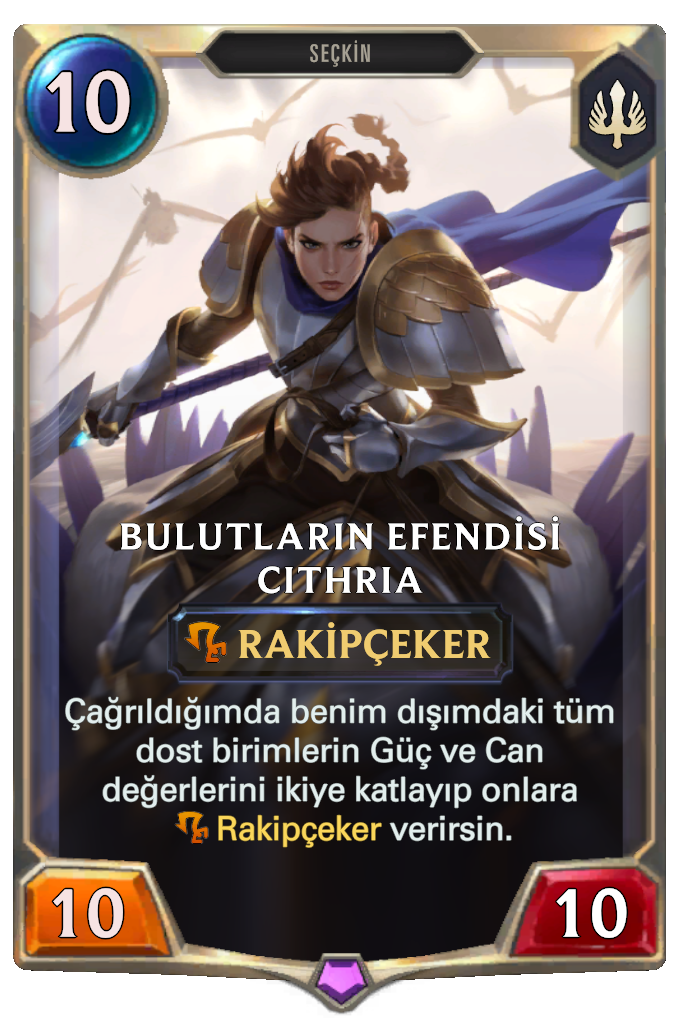 10
SEÇKİN
BULUTLARIN EFENDİSİ
CITHRIA
RAKİPÇEKER
Çağrıldığımda benim dışımdaki tüm
dost birimlerin Güç ve Can
değerlerini ikiye katlayıp onlara
Rakipçeker verirsin.
10
10